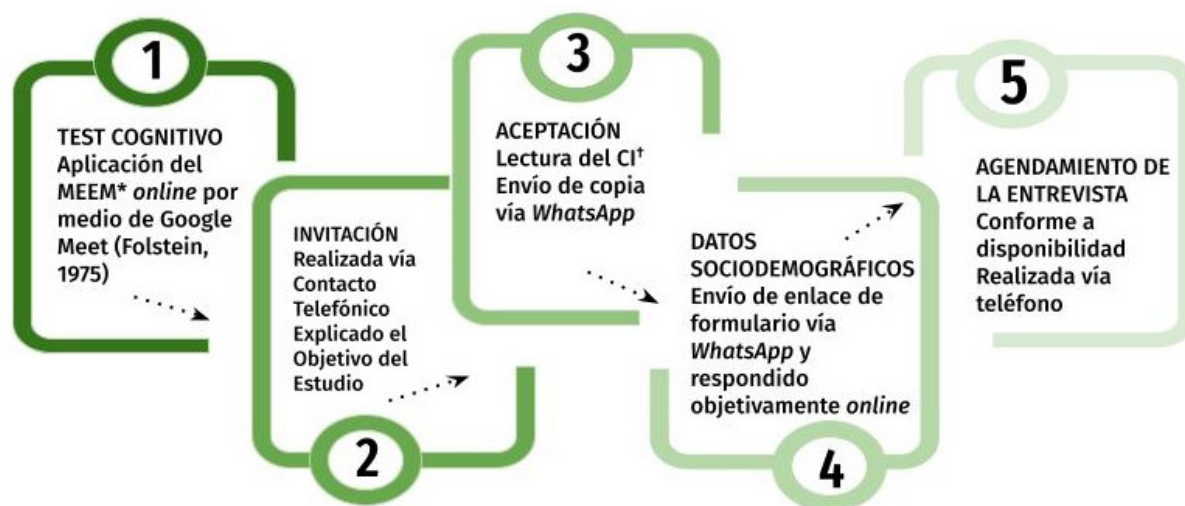 1
TEST COGNITIVO
Aplicación del
MEEM* online por
medio de Google
Meet (Folstein,
1975)
2
INVITACIÓN
Realizada vía
Contacto
Telefónico
Explicado el
Objetivo del
Estudio
3
ACEPTACIÓN
Lectura del CI†
Envío de copia
vía WhatsApp
4
DATOS
SOCIODEMOGRÁFICOS
Envío de enlace de
formulario vía
WhatsApp y
respondido
objetivamente online
5
AGENDAMIENTO DE
LA ENTREVISTA
Conforme a
disponibilidad
Realizada vía
teléfono